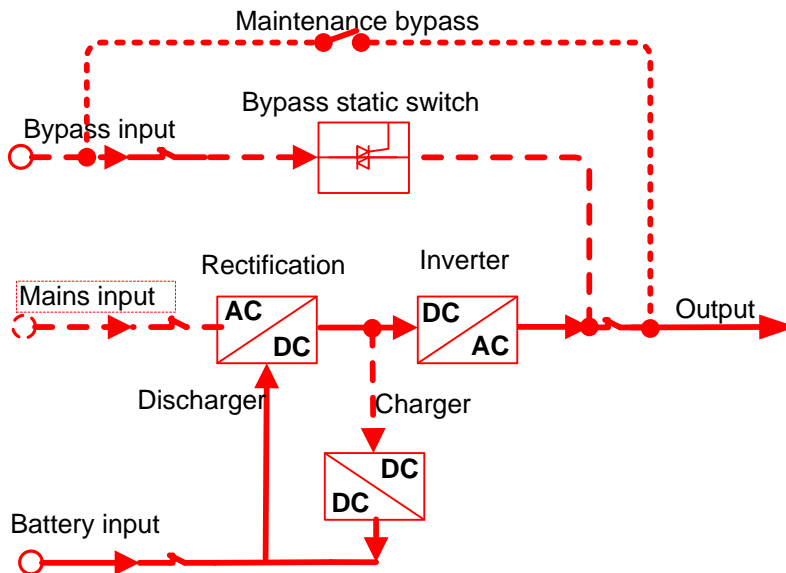 Maintenance bypass
Bypass static switch
Bypass input
Rectification
Inverter
Mains input
AC
DC
DC
AC
Output
Discharger
Charger
DC
DC
Battery input